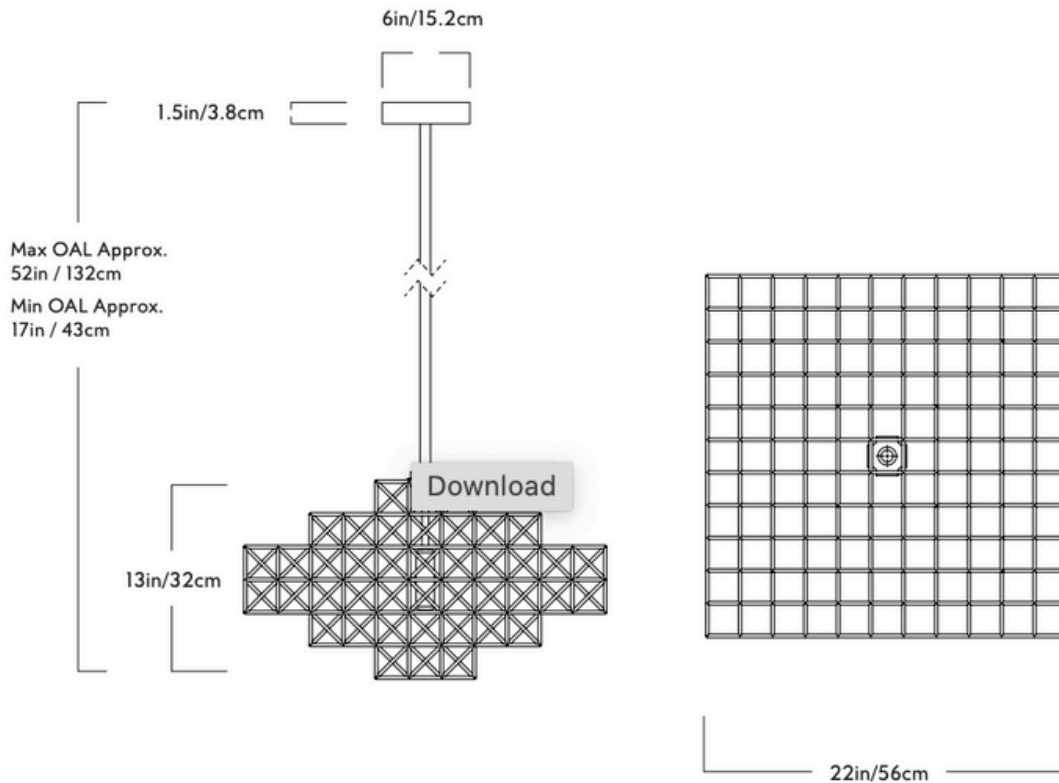 6in/15.2cm
1.5in/3.8cm
Max OAL Approx.
52in / 132cm
Min OAL Approx.
17in / 43cm
Download
13in/32cm
22in/56cm